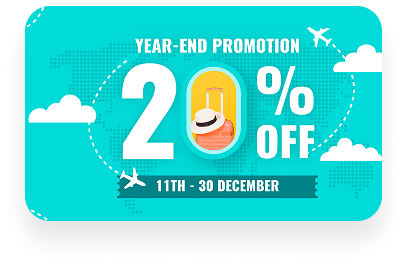 YEAR-END PROMOTION
20%
OFF
11TH - 30 DECEMBER